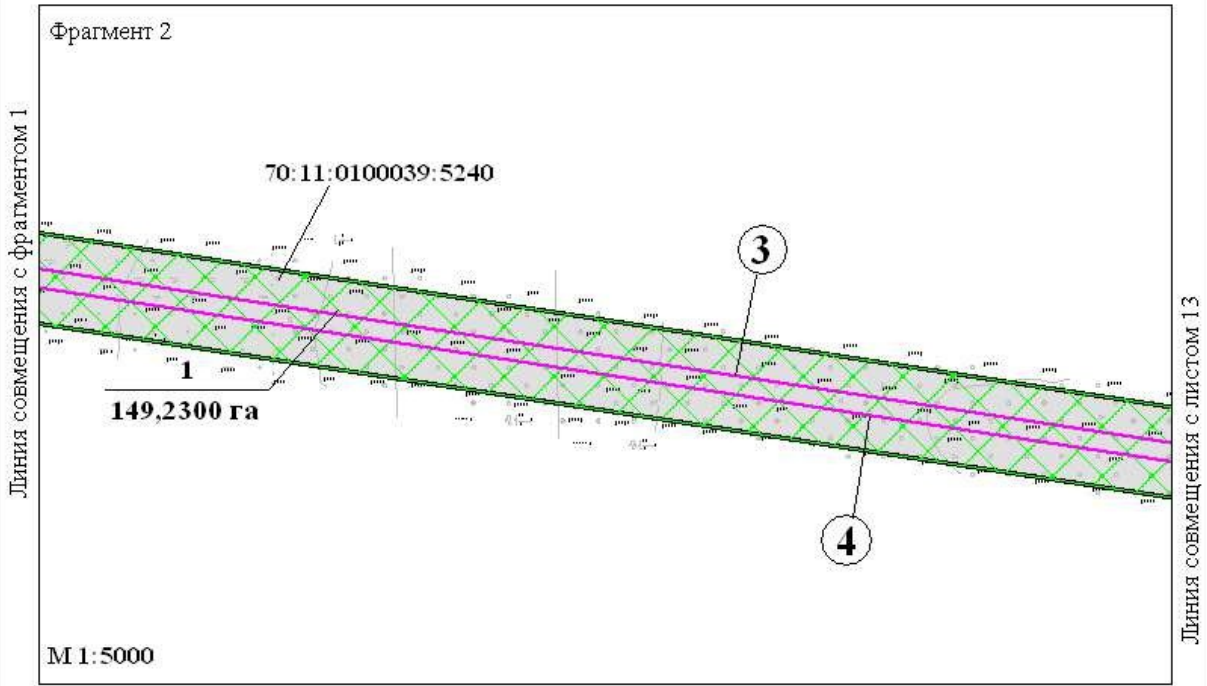 Фрагмент 2
Линия совмещения с фрагментом 1
70:11:0100039:5240
3
1
149,2300 га
4
Линия совмещения с листом 13
М 1:5000